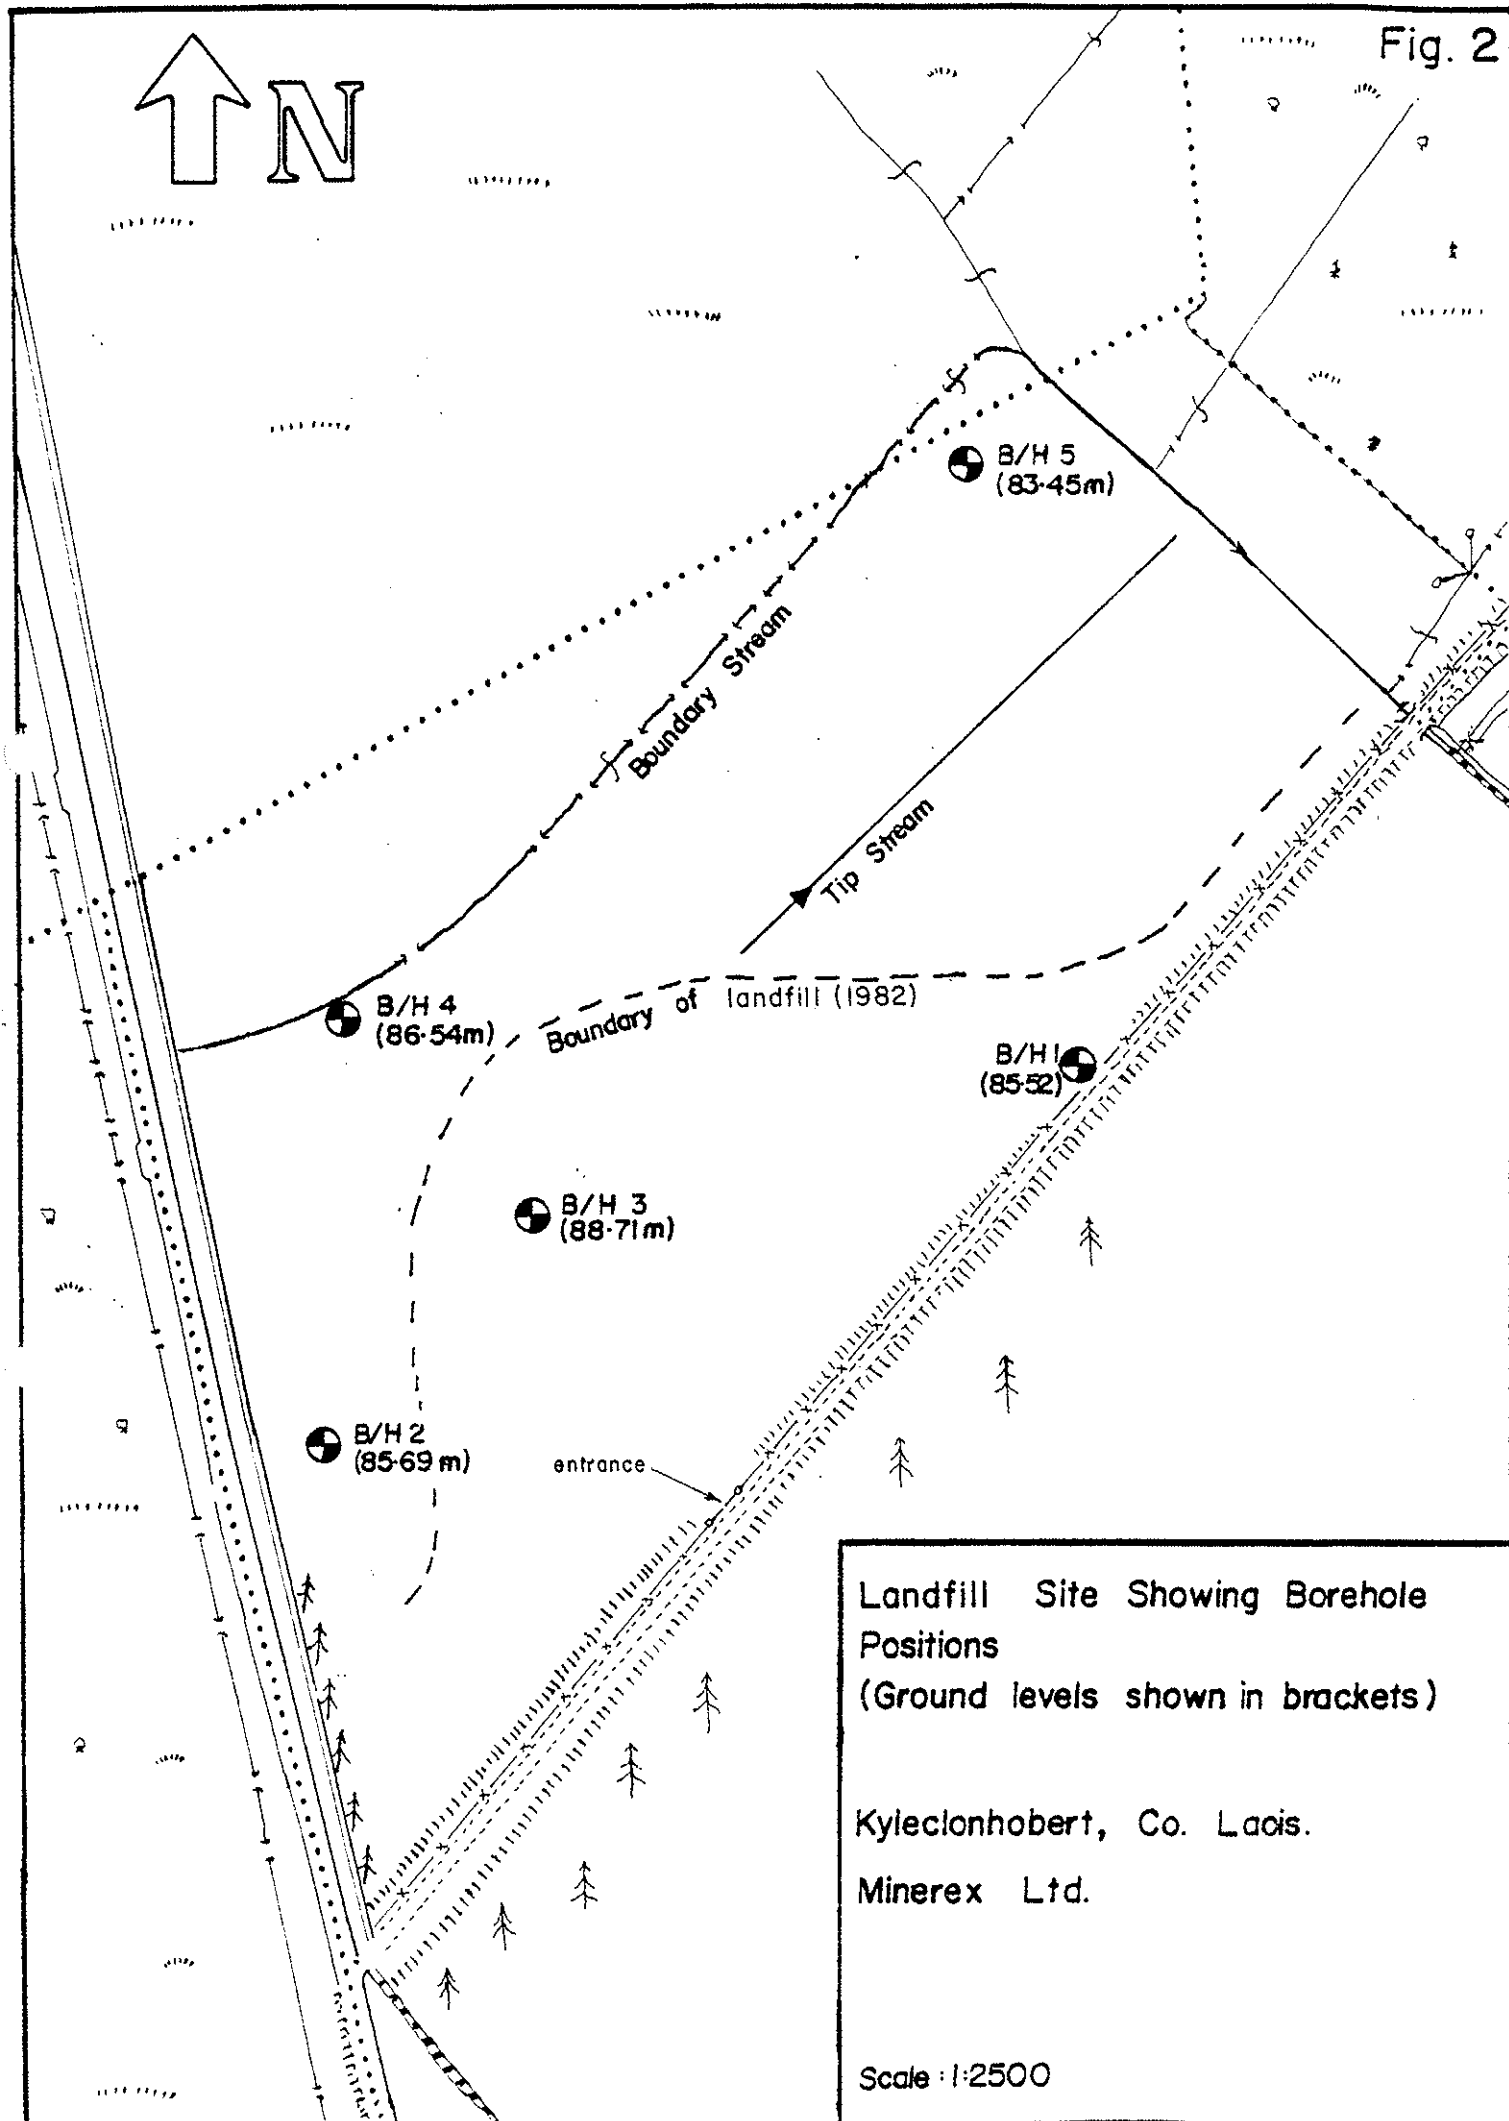 Fig. 2
N
B/H 5
(83·45m)
Boundary Stream
Tip Stream
B/H 4
(86·54m)
Boundary of landfill (1982)
B/H 1
(85·52)
B/H 3
(88·71m)
B/H 2
(85·69m)
entrance
Landfill Site Showing Borehole
Positions
(Ground levels shown in brackets)
Kyleclonhobert, Co. Laois.
Minerex Ltd.
Scale : 1:2500